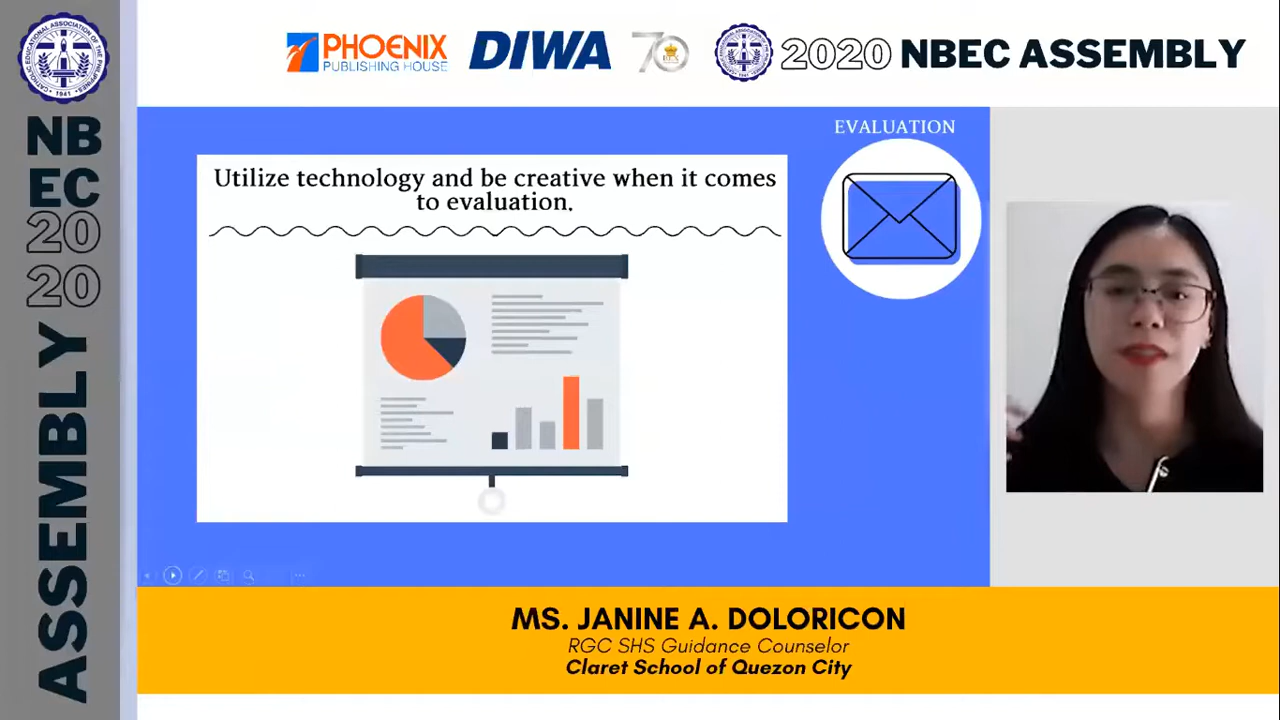 PHOENIX
PUBLISHING HOUSE
DIWA
70
2020 NBEC ASSEMBLY
NB
EC
20
20
ASSEMBLY
EVALUATION
Utilize technology and be creative when it comes
to evaluation.
MS. JANINE A. DOLORICON
RGC SHS Guidance Counselor
Claret School of Quezon City